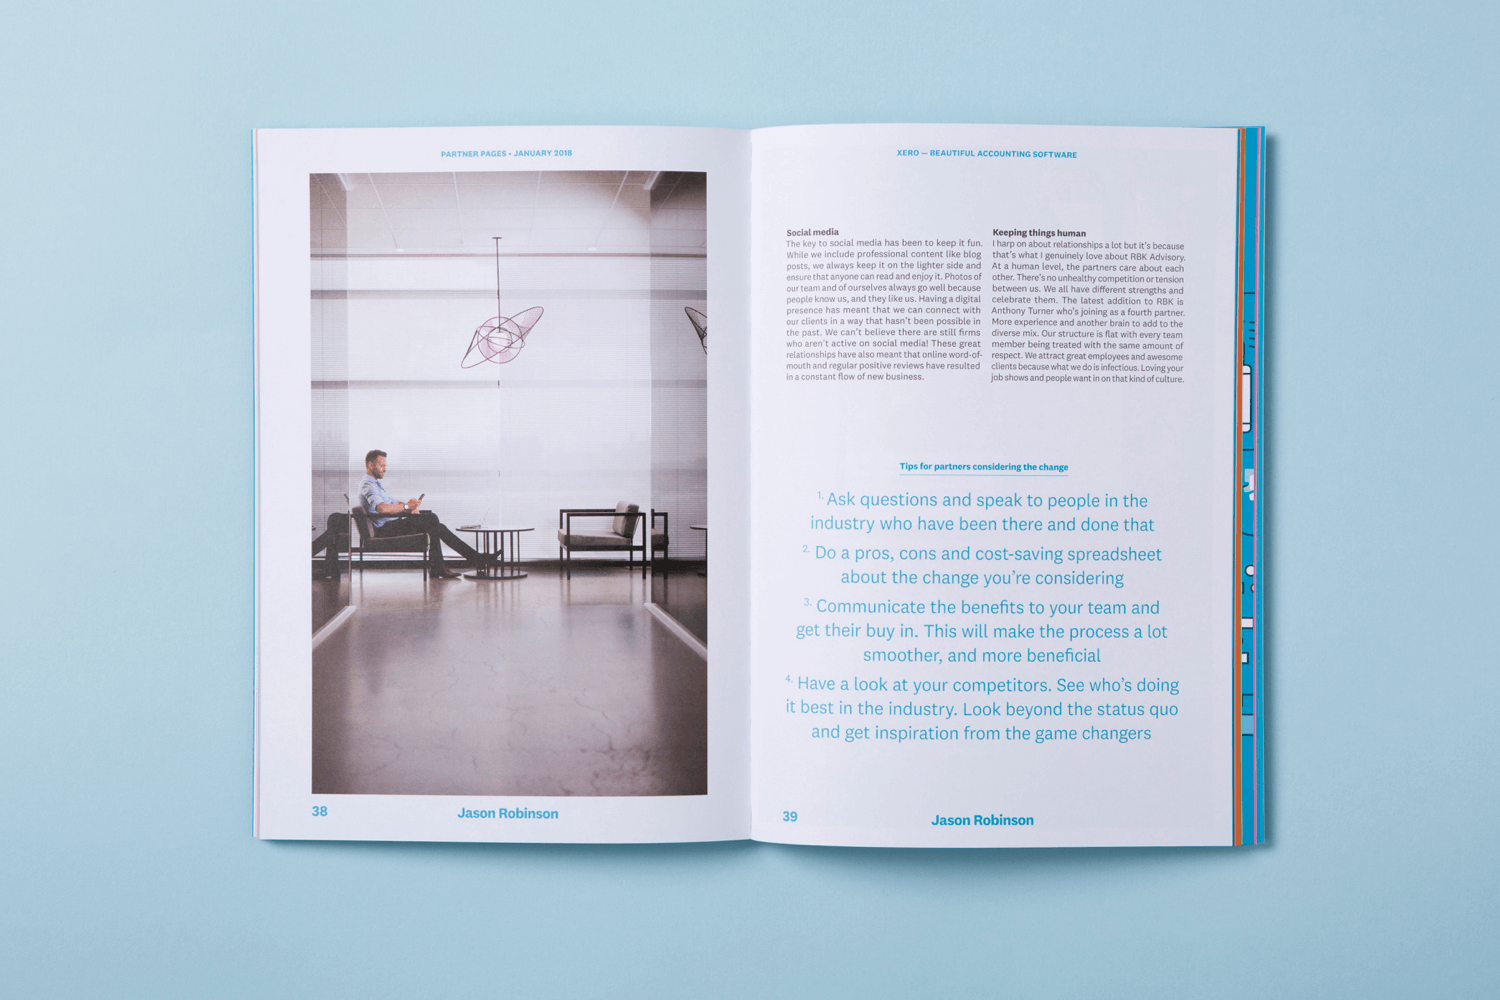 PARTNER PAGES • JANUARY 2018
38
Jason Robinson
XERO — BEAUTIFUL ACCOUNTING SOFTWARE
Social media
The key to social media has been to keep it fun.
While we include professional content like blog
posts, we always keep it on the lighter side and
ensure that anyone can read and enjoy it. Photos of
our team and of ourselves always go well because
people know us, and they like us. Having a digital
presence has meant that we can connect with
our clients in a way that hasn't been possible in
the past. We can't believe there are still firms
who aren't active on social media! These great
relationships have also meant that online word-of-
mouth and regular positive reviews have resulted
in a constant flow of new business.
Keeping things human
I harp on about relationships a lot but it's because
that's what I genuinely love about RBK Advisory.
At a human level, the partners care about each
other. There's no unhealthy competition or tension
between us. We all have different strengths and
celebrate them. The latest addition to RBK is
Anthony Turner who's joining as a fourth partner.
More experience and another brain to add to the
diverse mix. Our structure is flat with every team
member being treated with the same amount of
respect. We attract great employees and awesome
clients because what we do is infectious. Loving your
job shows and people want in on that kind of culture.
Tips for partners considering the change
1. Ask questions and speak to people in the
industry who have been there and done that
2. Do a pros, cons and cost-saving spreadsheet
about the change you're considering
3. Communicate the benefits to your team and
get their buy in. This will make the process a lot
smoother, and more beneficial
4. Have a look at your competitors. See who's doing
it best in the industry. Look beyond the status quo
and get inspiration from the game changers
39
Jason Robinson